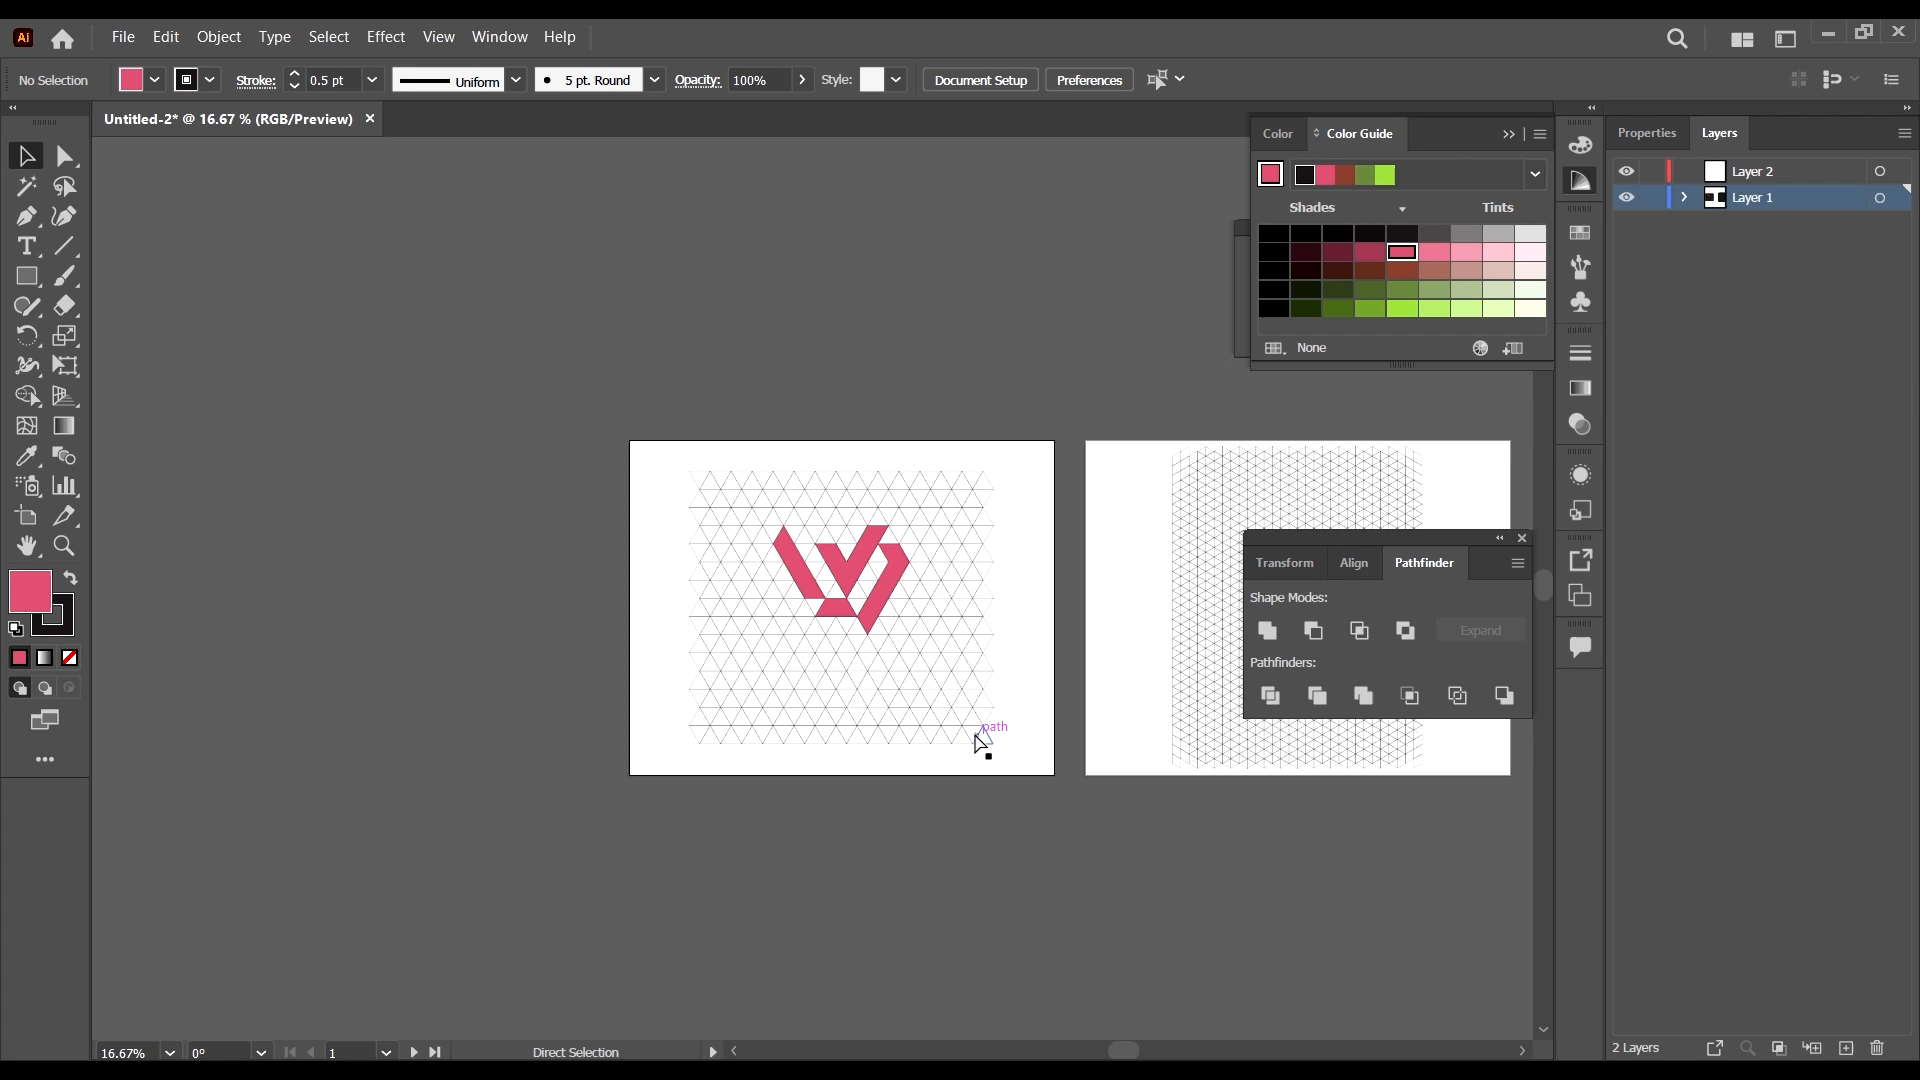 Ai File Edit Object Type Select Effect View Window Help
No Selection Stroke: 0.5 pt Uniform 5 pt. Round Opacity: 100% Style: Document Setup Preferences
Untitled-2* @ 16.67 % (RGB/Preview)
Color Color Guide
Properties Layers
Layer 2
Layer 1
Shades Tints
None
Transform Align Pathfinder
Shape Modes:
Expand
Pathfinders:
path
16.67% 0° 1 Direct Selection
2 Layers